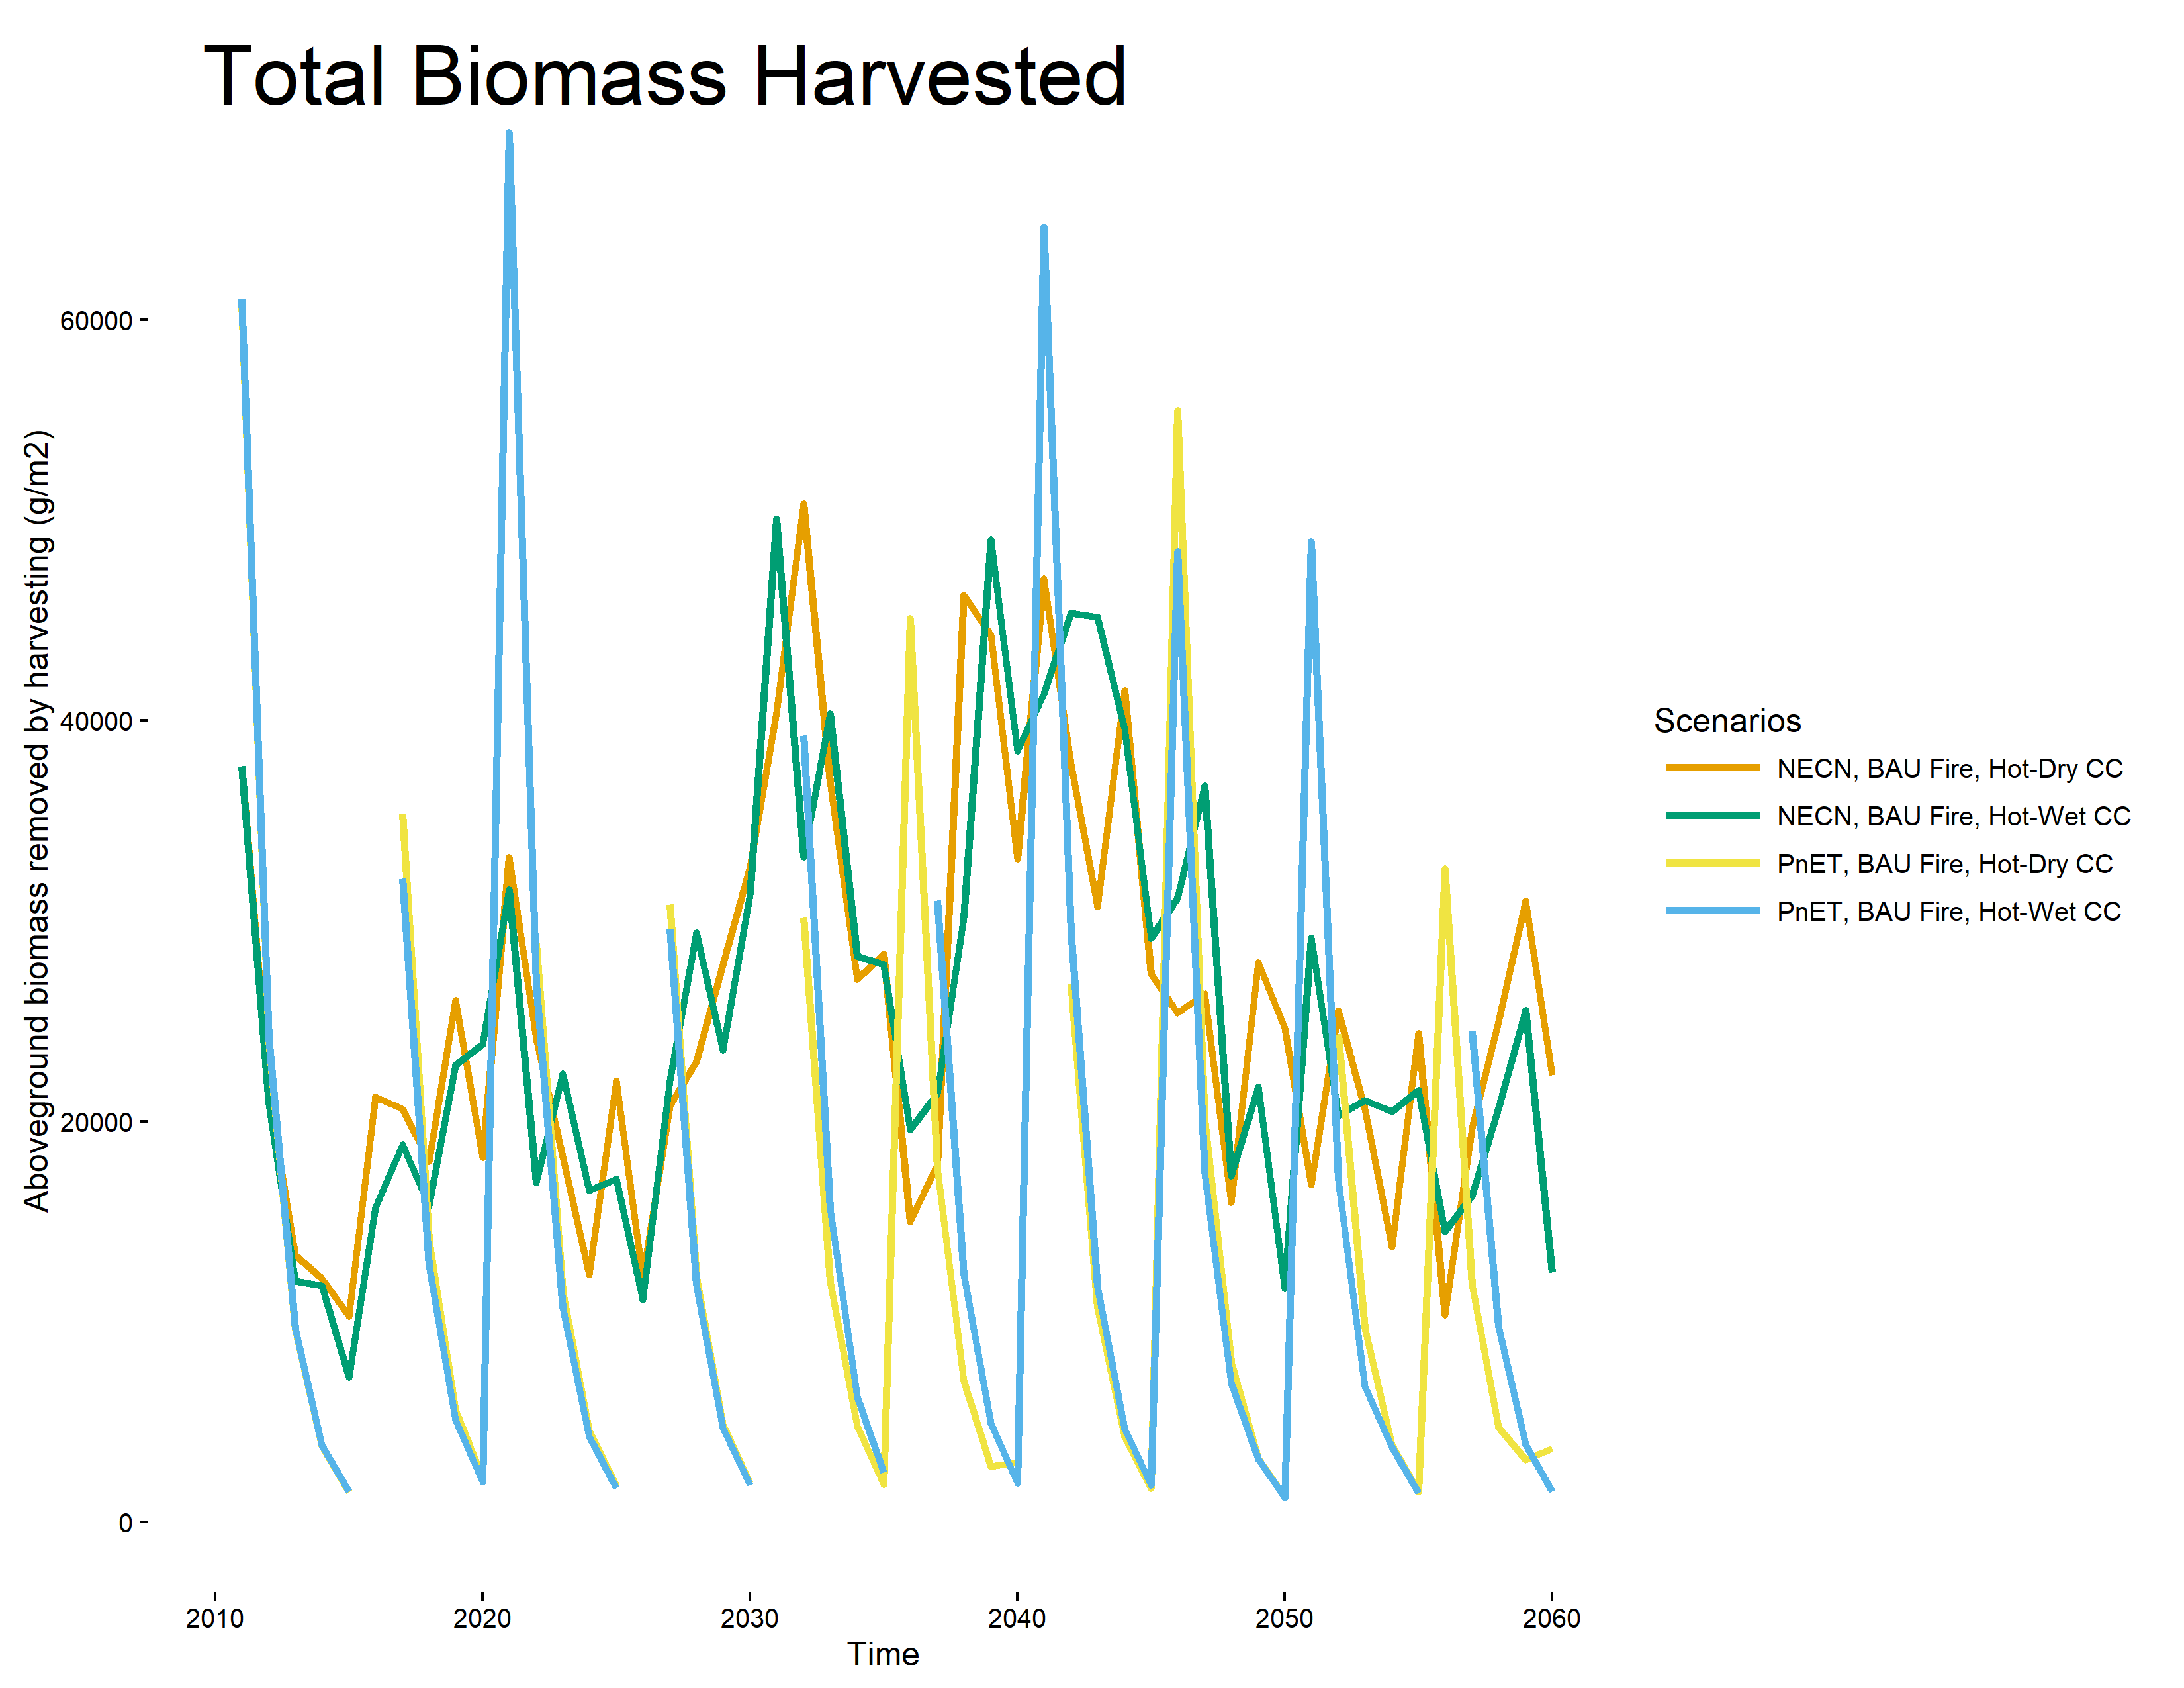 Total Biomass Harvested
Aboveground biomass removed by harvesting (g/m2)
60000
40000
20000
0
2010 2020 2030 2040 2050 2060
Time
Scenarios
NECN, BAU Fire, Hot-Dry CC
NECN, BAU Fire, Hot-Wet CC
PnET, BAU Fire, Hot-Dry CC
PnET, BAU Fire, Hot-Wet CC